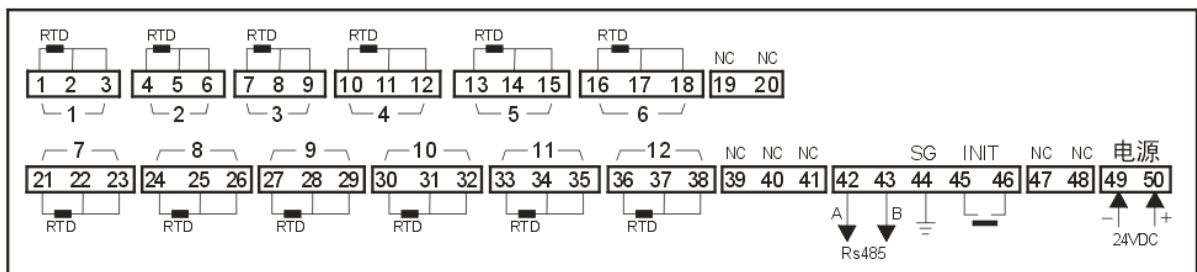 RTD RTD RTD RTD RTD RTD
NC NC
1 2 3 4 5 6 7 8 9 10 11 12 13 14 15 16 17 18 19 20
1 2 3 4 5 6
7 8 9 10 11 12 NC NC NC SG INIT NC NC 电源
21 22 23 24 25 26 27 28 29 30 31 32 33 34 35 36 37 38 39 40 41 42 43 44 45 46 47 48 49 50
A B - +
RTD RTD RTD RTD RTD RTD
Rs485 24VDC